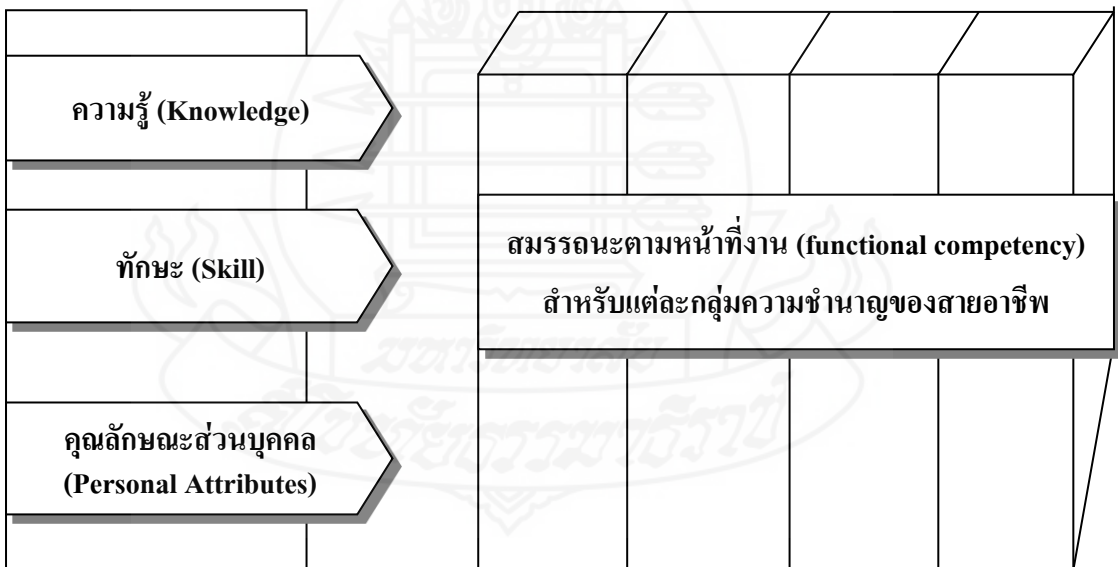 ความรู้ (Knowledge)
ทักษะ (Skill)
คุณลักษณะส่วนบุคคล
(Personal Attributes)
สมรรถนะตามหน้าที่งาน (functional competency)
สำหรับแต่ละกลุ่มความชำนาญของสายอาชีพ